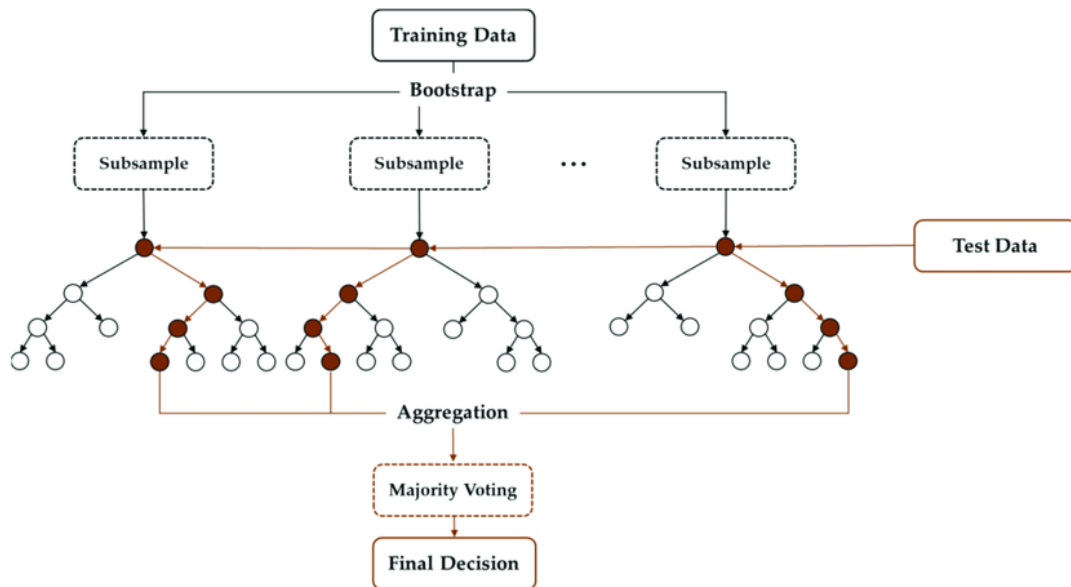 Training Data
Bootstrap
Subsample
Subsample
...
Subsample
Test Data
Aggregation
Majority Voting
Final Decision